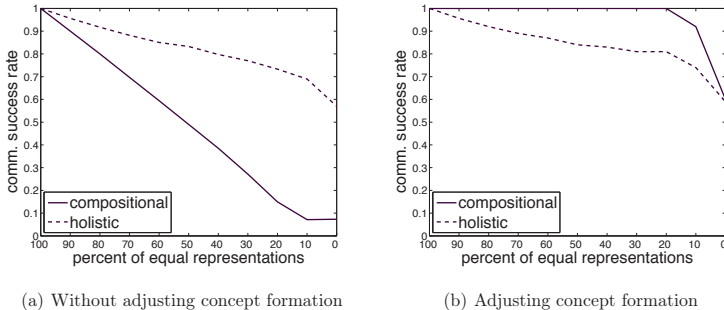 1
0.9
0.8
0.7
0.6
0.5
0.4
0.3
0.2
0.1
0
comm. success rate
compositional
holistic
100 90 80 70 60 50 40 30 20 10 0
percent of equal representations
(a) Without adjusting concept formation
1
0.9
0.8
0.7
0.6
0.5
0.4
0.3
0.2
0.1
0
comm. success rate
compositional
holistic
100 90 80 70 60 50 40 30 20 10 0
percent of equal representations
(b) Adjusting concept formation